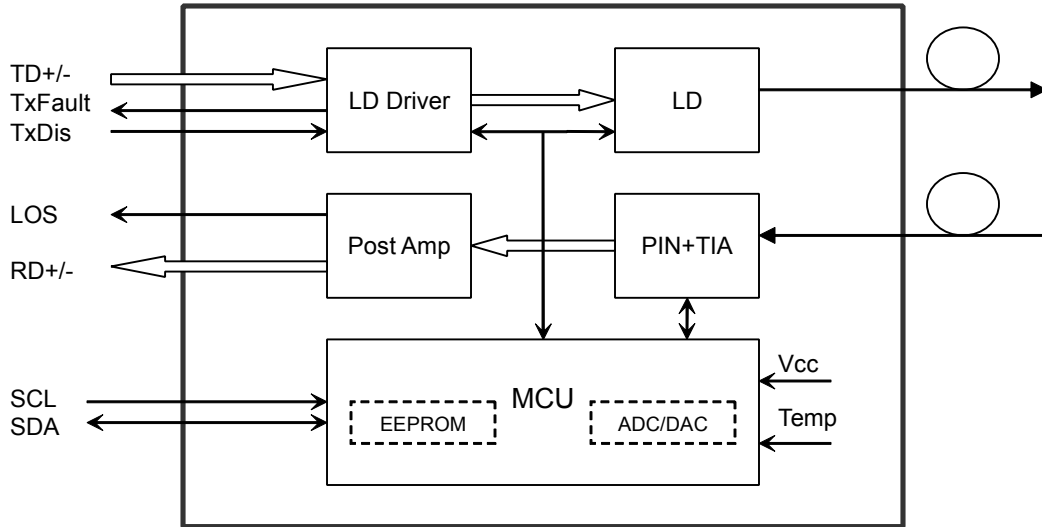 TD+/-
TxFault
TxDis
LD Driver
LD
LOS
RD+/-
Post Amp
PIN+TIA
SCL
SDA
MCU
EEPROM
ADC/DAC
Vcc
Temp